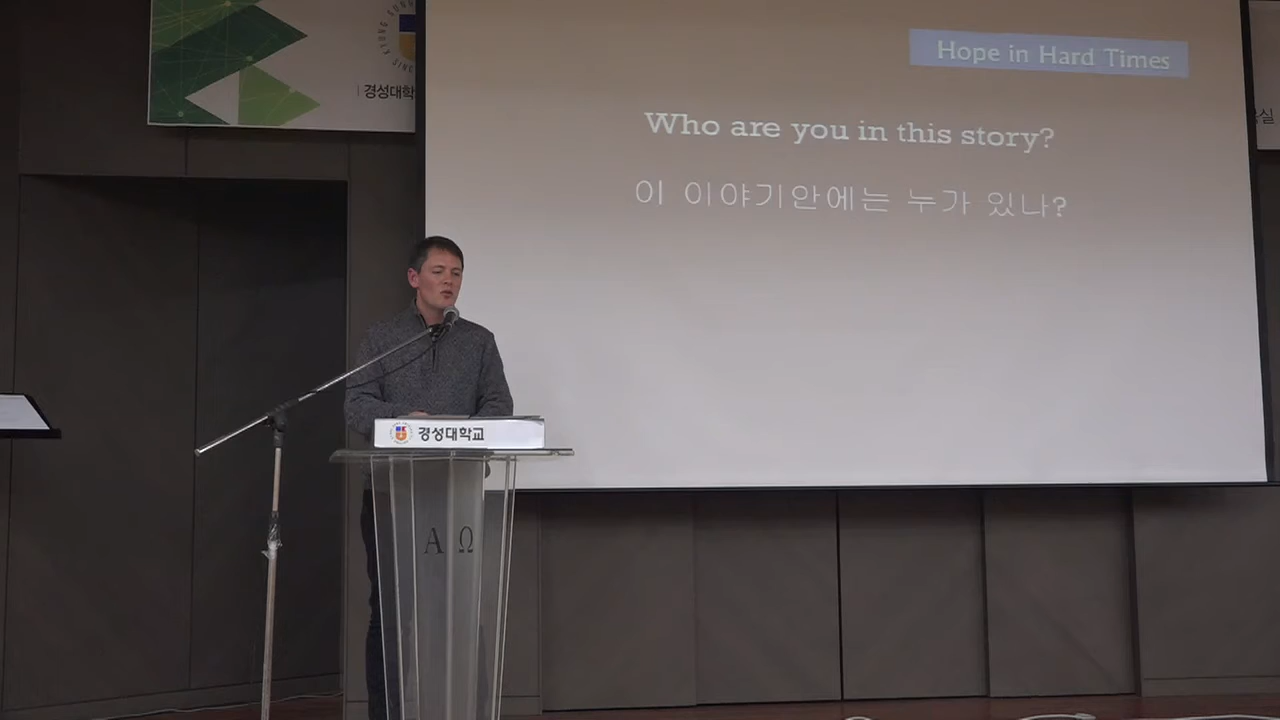 Hope in Hard Times
Who are you in this story?
이 이야기안에는 누가 있나?
경성대학
경성대학교
Α Ω